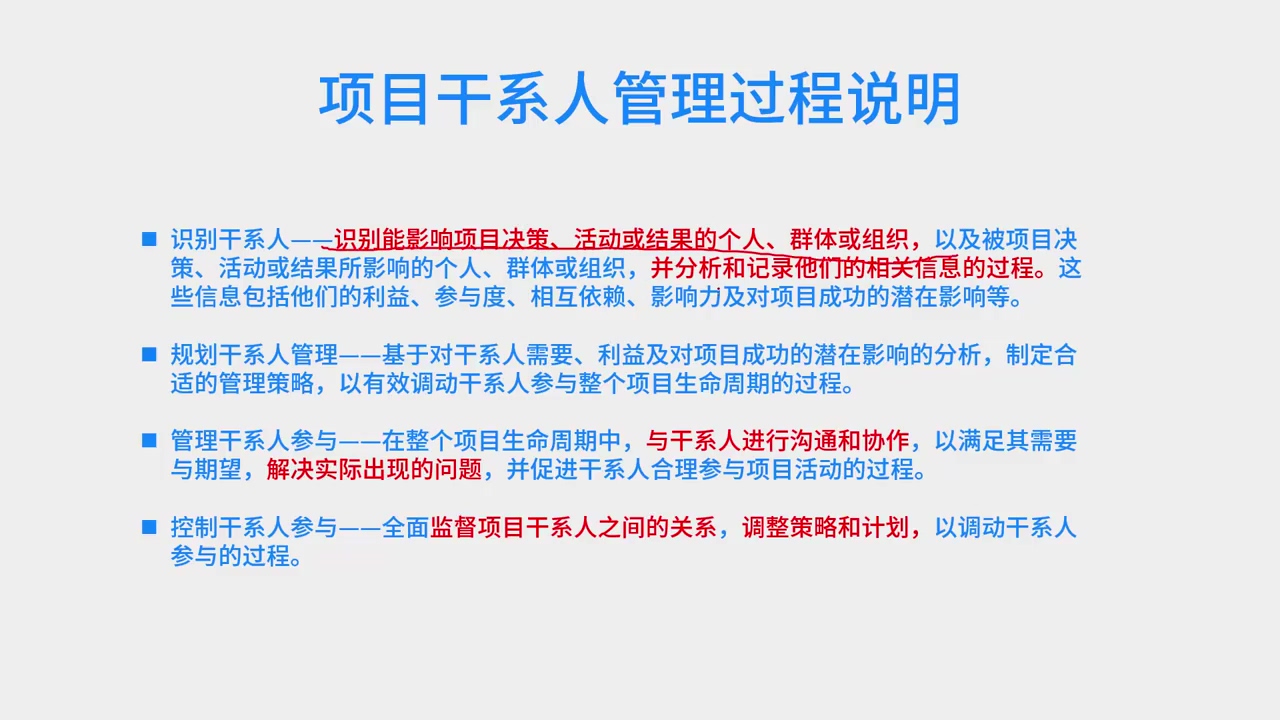 项目干系人管理过程说明
■ 识别干系人——识别能影响项目决策、活动或结果的个人、群体或组织，以及被项目决
策、活动或结果所影响的个人、群体或组织，并分析和记录他们的相关信息的过程。这
些信息包括他们的利益、参与度、相互依赖、影响力及对项目成功的潜在影响等。
■ 规划干系人管理——基于对干系人需要、利益及对项目成功的潜在影响的分析，制定合
适的管理策略，以有效调动干系人参与整个项目生命周期的过程。
■ 管理干系人参与——在整个项目生命周期中，与干系人进行沟通和协作，以满足其需要
与期望，解决实际出现的问题，并促进干系人合理参与项目活动的过程。
■ 控制干系人参与——全面监督项目干系人之间的关系，调整策略和计划，以调动干系人
参与的过程。